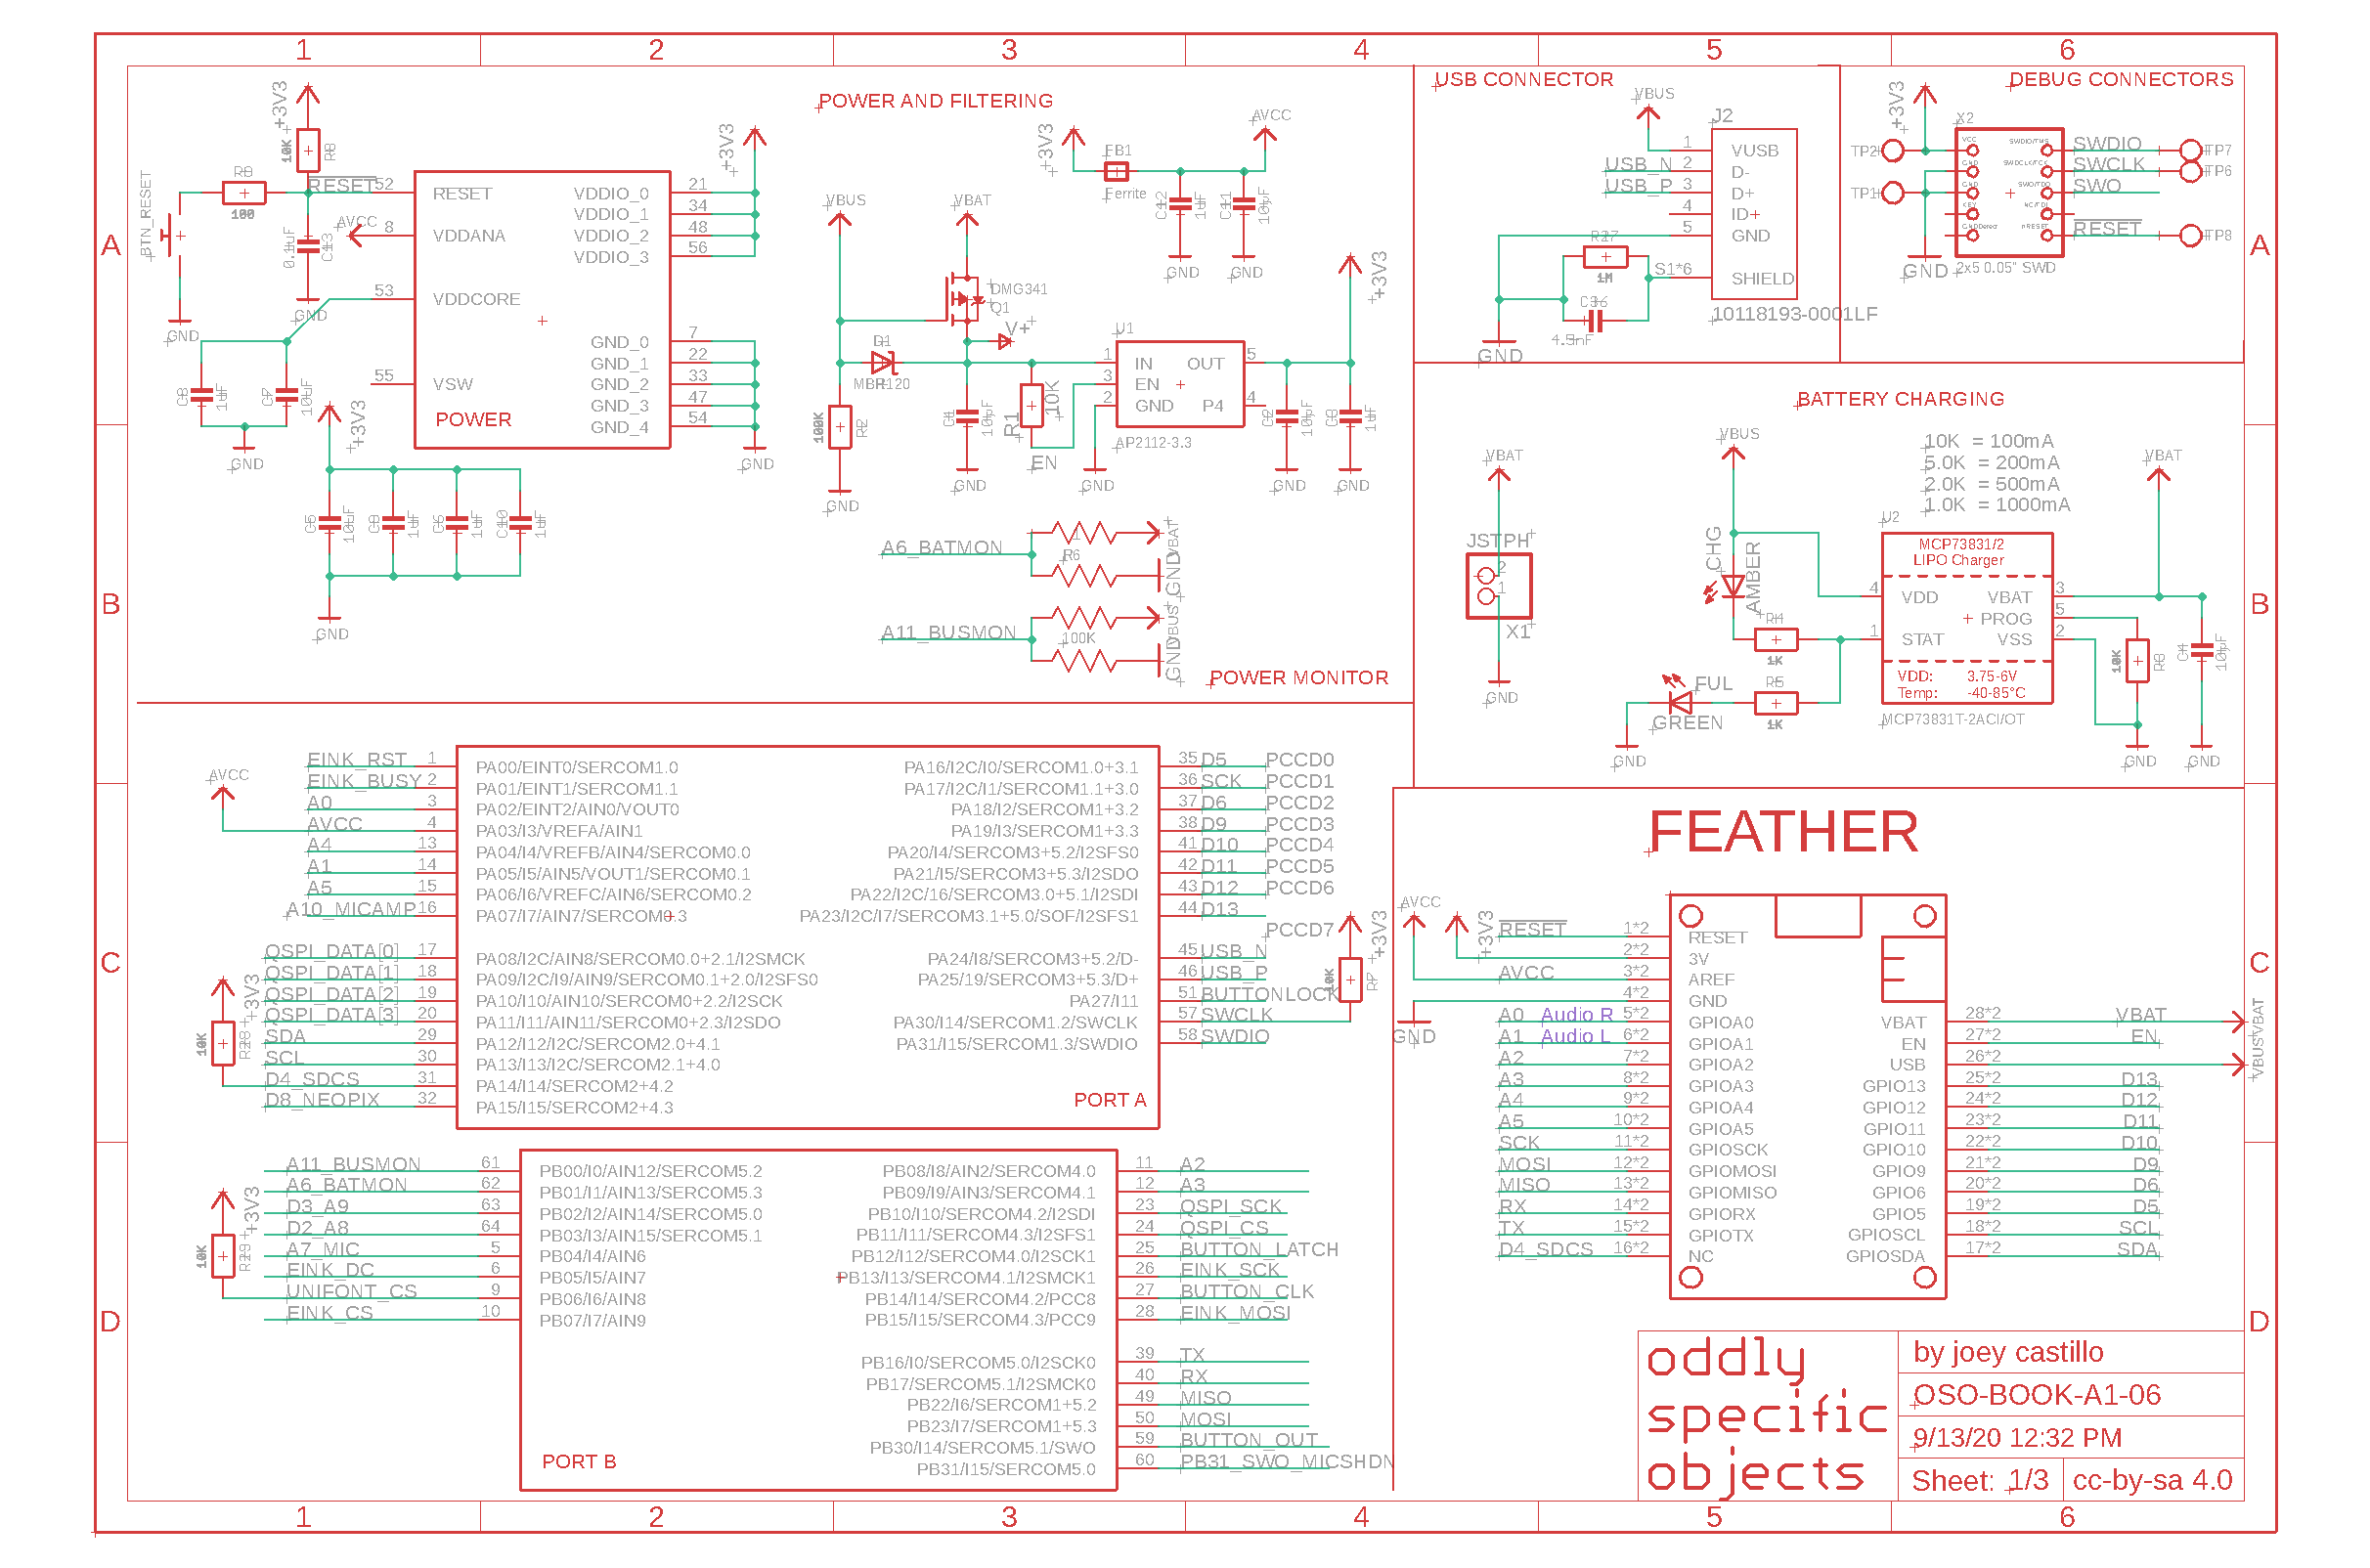 1 2 3 4 5 6
A A
B B
C C
D D
POWER AND FILTERING
+3V3
10K
R9
100
RESET
BTN_RESET
AVCC
0.1uF
C13
GND
GND
52 RESET
8 VDDANA
53 VDDCORE
55 VSW
POWER
VDDIO_0 21
VDDIO_1 34
VDDIO_2 48
VDDIO_3 56
GND_0 7
GND_1 22
GND_2 33
GND_3 47
GND_4 54
+3V3
GND
1uF
10uF
GND
+3V3
C5
10uF
1uF
C6
1uF
C10
1uF
GND
VBUS
VBAT
DMG341
Q1
V+
D1
MBR120
100K
R2
GND
10µF
GND
R1
10K
EN
GND
U1
1 IN OUT 5
3 EN
2 GND P4 4
AP2112-3.3
C2
10µF
GND
1uF
GND
+3V3
+3V3
FB1
Ferrite
AVCC
C12
1uF
GND
C11
10µF
GND
A6_BATMON
R6
VBAT
GND
A11_BUSMON
100K
VBUS
GND
POWER MONITOR
USB CONNECTOR
VBUS
J2
1 VUSB
USB_N 2 D-
USB_P 3 D+
4 ID+
5 GND
S1*6 SHIELD
R27
1M
C36
GND
10118193-0001LF
DEBUG CONNECTORS
+3V3
X2
TP2
TP1
VCC
GND
GND
KEY
GNDDetect
SWDIO/TMS
SWDCLK/TCK
SWO/TDO
NC/TDI
nRESET
SWDIO TP7
SWCLK TP6
SWO
RESET TP8
GND
2x5 0.05" SWD
BATTERY CHARGING
VBAT
JSTPH
2
1
X1
GND
VBUS
CHG
AMBER
R4
1K
FUL
GREEN
R5
1K
GND
10K = 100mA
5.0K = 200mA
2.0K = 500mA
1.0K = 1000mA
U2
MCP73831/2
LIPO Charger
4 VDD VBAT 3
PROG 5
1 STAT VSS 2
VDD: 3.75-6V
Temp: -40-85°C
MCP73831T-2ACI/OT
VBAT
10K
R3
GND
C4
10µF
GND
AVCC
EINK_RST 1 PA00/EINT0/SERCOM1.0
EINK_BUSY 2 PA01/EINT1/SERCOM1.1
A0 3 PA02/EINT2/AIN0/VOUT0
AVCC 4 PA03/I3/VREFA/AIN1
A4 13 PA04/I4/VREFB/AIN4/SERCOM0.0
A1 14 PA05/I5/AIN5/VOUT1/SERCOM0.1
A5 15 PA06/I6/VREFC/AIN6/SERCOM0.2
A10_MICAMP 16 PA07/I7/AIN7/SERCOM0.3
QSPI_DATA[0] 17 PA08/I2C/AIN8/SERCOM0.0+2.1/I2SMCK
QSPI_DATA[1] 18 PA09/I2C/I9/AIN9/SERCOM0.1+2.0/I2SFS0
QSPI_DATA[2] 19 PA10/I10/AIN10/SERCOM0+2.2/I2SCK
QSPI_DATA[3] 20 PA11/I11/AIN11/SERCOM0+2.3/I2SDO
SDA 29 PA12/I12/I2C/SERCOM2.0+4.1
SCL 30 PA13/I13/I2C/SERCOM2.1+4.0
D4_SDCS 31 PA14/I14/SERCOM2+4.2
D8_NEOPIX 32 PA15/I15/SERCOM2+4.3
+3V3
10K
R28
PA16/I2C/I0/SERCOM1.0+3.1 35 D5 PCCD0
PA17/I2C/I1/SERCOM1.1+3.0 36 SCK PCCD1
PA18/I2/SERCOM1+3.2 37 D6 PCCD2
PA19/I3/SERCOM1+3.3 38 D9 PCCD3
PA20/I4/SERCOM3+5.2/I2SFS0 41 D10 PCCD4
PA21/I5/SERCOM3+5.3/I2SDO 42 D11 PCCD5
PA22/I2C/16/SERCOM3.0+5.1/I2SDI 43 D12 PCCD6
PA23/I2C/I7/SERCOM3.1+5.0/SOF/I2SFS1 44 D13
PCCD7
PA24/I8/SERCOM3+5.2/D- 45 USB_N
PA25/19/SERCOM3+5.3/D+ 46 USB_P
PA27/I11 51 BUTTONLOCK
PA30/I14/SERCOM1.2/SWCLK 57 SWCLK
PA31/I15/SERCOM1.3/SWDIO 58 SWDIO
PORT A
+3V3
10K
R7
A11_BUSMON 61 PB00/I0/AIN12/SERCOM5.2
A6_BATMON 62 PB01/I1/AIN13/SERCOM5.3
D3_A9 63 PB02/I2/AIN14/SERCOM5.0
D2_A8 64 PB03/I3/AIN15/SERCOM5.1
A7_MIC 5 PB04/I4/AIN6
EINK_DC 6 PB05/I5/AIN7
UNIFONT_CS 9 PB06/I6/AIN8
EINK_CS 10 PB07/I7/AIN9
+3V3
10K
R29
PB08/I8/AIN2/SERCOM4.0 11 A2
PB09/I9/AIN3/SERCOM4.1 12 A3
PB10/I10/SERCOM4.2/I2SDI 23 QSPI_SCK
PB11/I11/SERCOM4.3/I2SFS1 24 QSPI_CS
PB12/I12/SERCOM4.0/I2SCK1 25 BUTTON_LATCH
PB13/I13/SERCOM4.1/I2SMCK1 26 EINK_SCK
PB14/I14/SERCOM4.2/PCC8 27 BUTTON_CLK
PB15/I15/SERCOM4.3/PCC9 28 EINK_MOSI
PB16/I0/SERCOM5.0/I2SCK0 39 TX
PB17/SERCOM5.1/I2SMCK0 40 RX
PB22/I6/SERCOM1+5.2 49 MISO
PB23/I7/SERCOM1+5.3 50 MOSI
PB30/I14/SERCOM5.1/SWO 59 BUTTON_OUT
PB31/I15/SERCOM5.0 60 PB31_SWO_MICSHDN
PORT B
FEATHER
AVCC
+3V3
GND
RESET 1*2 RESET
2*2 3V
AVCC 3*2 AREF
4*2 GND
A0 Audio R 5*2 GPIOA0
A1 Audio L 6*2 GPIOA1
A2 7*2 GPIOA2
A3 8*2 GPIOA3
A4 9*2 GPIOA4
A5 10*2 GPIOA5
SCK 11*2 GPIOSCK
MOSI 12*2 GPIOMOSI
MISO 13*2 GPIOMISO
RX 14*2 GPIORX
TX 15*2 GPIOTX
D4_SDCS 16*2 NC
VBAT 28*2 VBAT
EN 27*2 EN
USB 26*2
GPIO13 25*2 D13
GPIO12 24*2 D12
GPIO11 23*2 D11
GPIO10 22*2 D10
GPIO9 21*2 D9
GPIO6 20*2 D6
GPIO5 19*2 D5
GPIOSCL 18*2 SCL
GPIOSDA 17*2 SDA
VBAT
VBUS
oddly
specific
objects
by joey castillo
OSO-BOOK-A1-06
9/13/20 12:32 PM
Sheet: 1/3
cc-by-sa 4.0
1 2 3 4 5 6